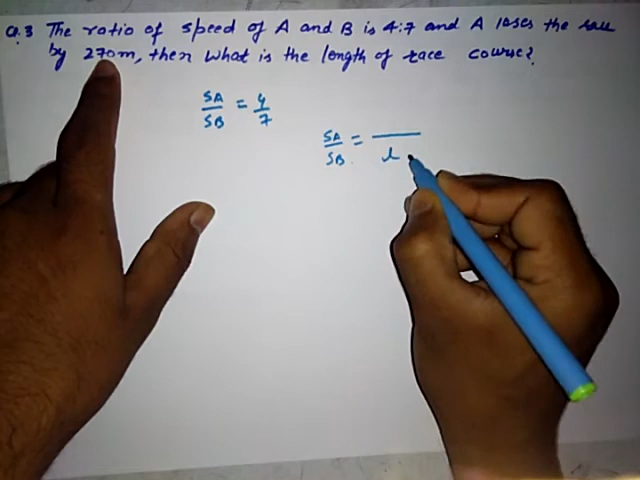 Q.3 The ratio of speed of A and B is 4:7 and A loses the race
by 270m, then what is the length of race course?
SA/SB = 4/7
SA/SB = /l